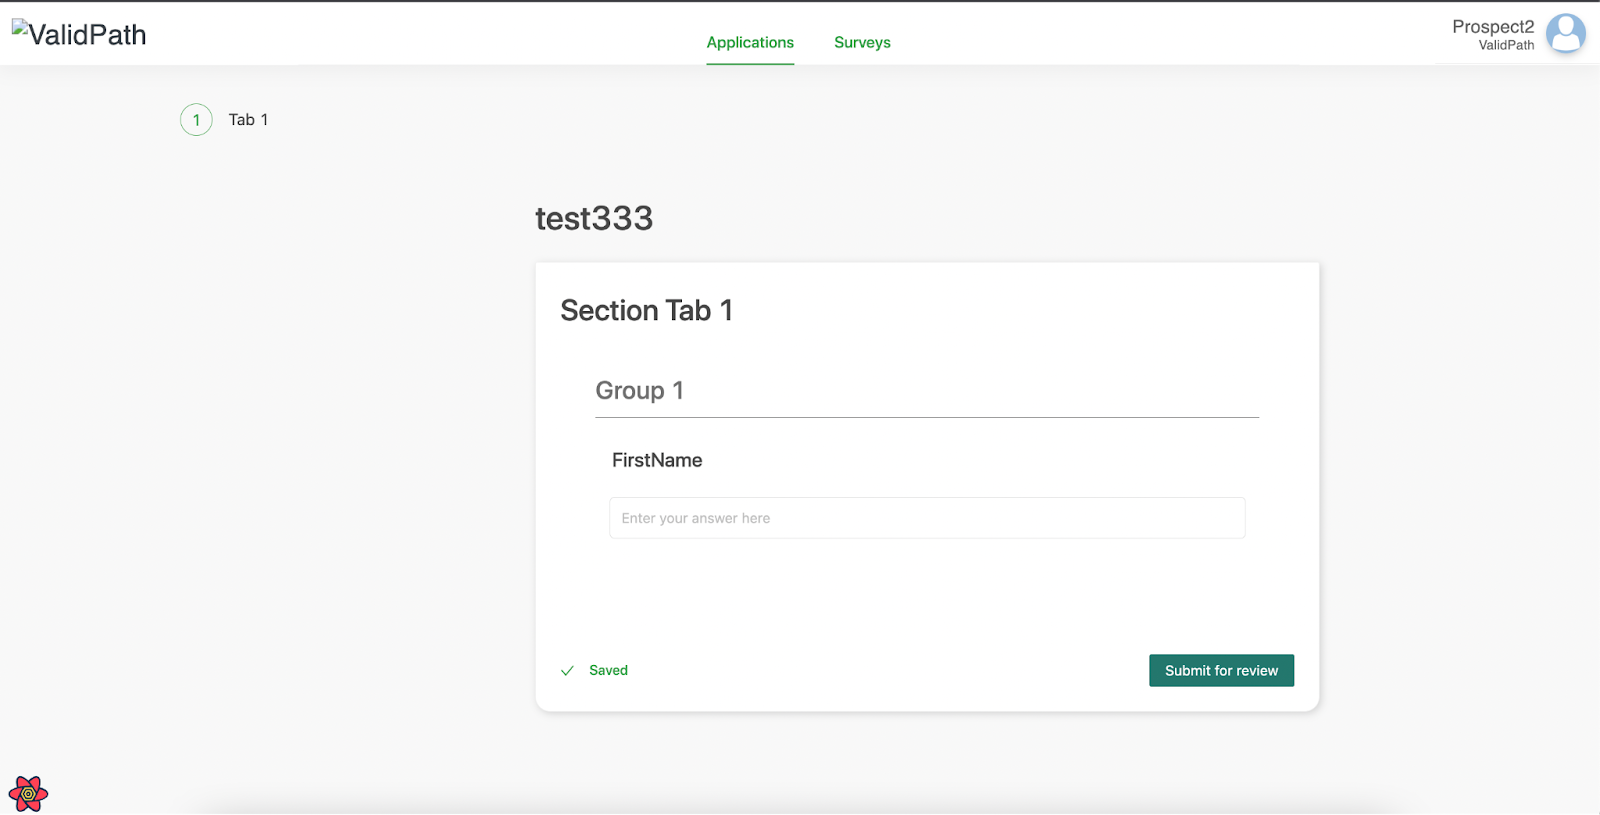 ValidPath
Applications
Surveys
Prospect2
ValidPath
1
Tab 1
test333
Section Tab 1
Group 1
FirstName
Enter your answer here
Saved
Submit for review